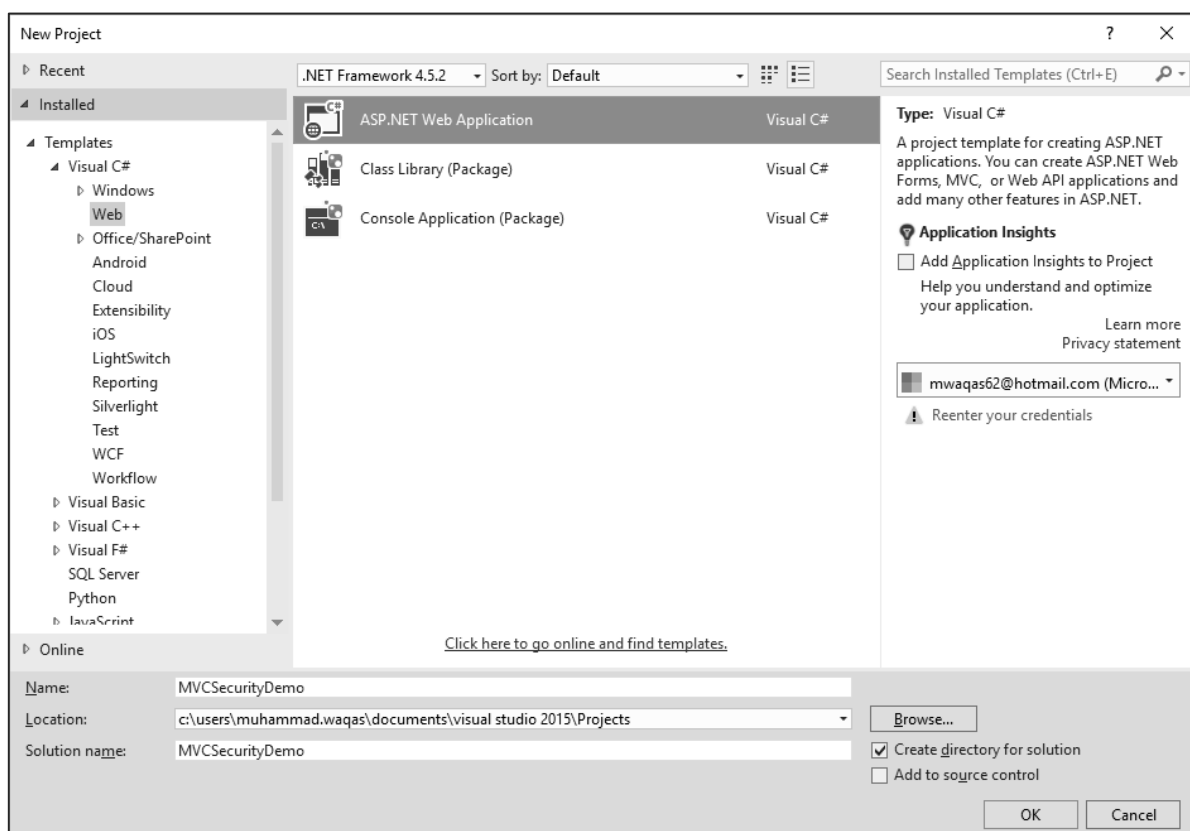 New Project
?
Recent
Installed
Templates
Visual C#
Windows
Web
Office/SharePoint
Android
Cloud
Extensibility
iOS
LightSwitch
Reporting
Silverlight
Test
WCF
Workflow
Visual Basic
Visual C++
Visual F#
SQL Server
Python
JavaScript
Online
.NET Framework 4.5.2
Sort by: Default
Search Installed Templates (Ctrl+E)
C#
ASP.NET Web Application Visual C#
Class Library (Package) Visual C#
C:\
Console Application (Package) Visual C#
Click here to go online and find templates.
Type: Visual C#
A project template for creating ASP.NET
applications. You can create ASP.NET Web
Forms, MVC, or Web API applications and
add many other features in ASP.NET.
Application Insights
Add Application Insights to Project
Help you understand and optimize
your application.
Learn more
Privacy statement
mwaqas62@hotmail.com (Micro...
Reenter your credentials
Name: MVCSecurityDemo
Location: c:\users\muhammad.waqas\documents\visual studio 2015\Projects
Browse...
Solution name: MVCSecurityDemo
Create directory for solution
Add to source control
OK
Cancel